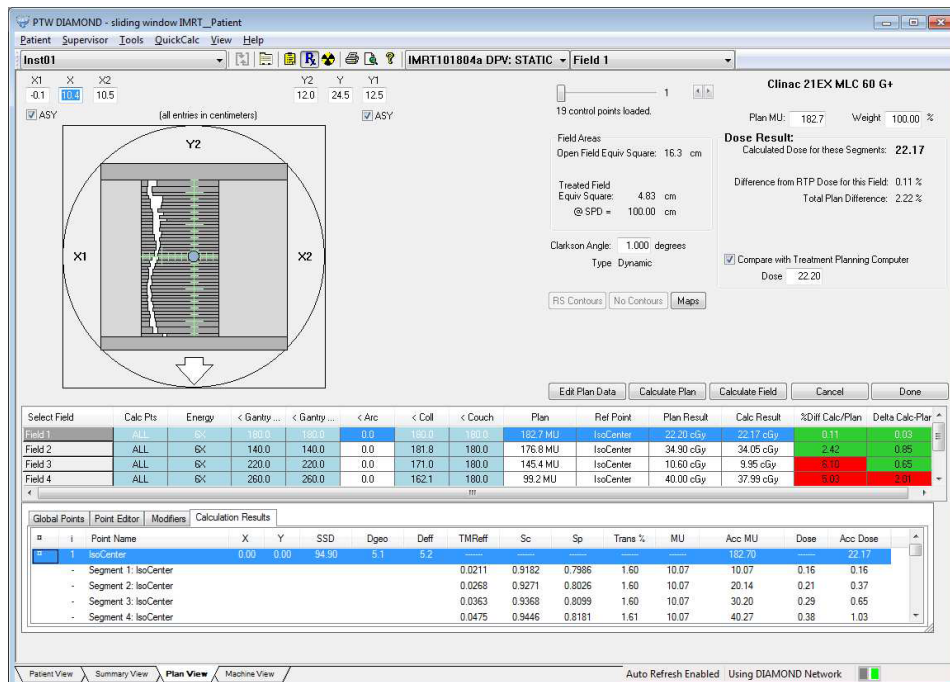 PTW DIAMOND - sliding window IMRT__Patient
Patient Supervisor Tools QuickCalc View Help
Inst01 IMRT101804a DPV: STATIC Field 1
X1 X X2 Y2 Y Y1
-0.1 10.4 10.5 12.0 24.5 12.5
ASY (all entries in centimeters) ASY
Y2
X1 X2
1
19 control points loaded.
Clinac 21EX MLC 60 G+
Plan MU: 182.7 Weight 100.00 %
Field Areas
Open Field Equiv Square: 16.3 cm
Treated Field
Equiv Square: 4.83 cm
@ SPD = 100.00 cm
Dose Result:
Calculated Dose for these Segments: 22.17
Difference from RTP Dose for this Field: 0.11 %
Total Plan Difference: 2.22 %
Clarkson Angle: 1.000 degrees
Type Dynamic
Compare with Treatment Planning Computer
Dose 22.20
RS Contours No Contours Maps
Edit Plan Data Calculate Plan Calculate Field Cancel Done
Select Field Calc Pts Energy < Gantry ... < Gantry ... < Arc < Coll < Couch Plan Ref Point Plan Result Calc Result %Diff Calc/Plan Delta Calc-Plan
Field 1 ALL 6X 180.0 180.0 0.0 180.0 180.0 182.7 MU IsoCenter 22.20 cGy 22.17 cGy 0.11 0.03
Field 2 ALL 6X 140.0 140.0 0.0 181.8 180.0 176.8 MU IsoCenter 34.90 cGy 34.05 cGy 2.42 0.85
Field 3 ALL 6X 220.0 220.0 0.0 171.0 180.0 145.4 MU IsoCenter 10.60 cGy 9.95 cGy 6.10 0.65
Field 4 ALL 6X 260.0 260.0 0.0 162.1 180.0 99.2 MU IsoCenter 40.00 cGy 37.99 cGy 5.03 2.01
Global Points Point Editor Modifiers Calculation Results
i Point Name X Y SSD Dgeo Deff TMReff Sc Sp Trans % MU Acc MU Dose Acc Dose
1 IsoCenter 0.00 0.00 94.90 5.1 5.2 ------ ------ ------ ------ ------ 182.70 ------ 22.17
- Segment 1: IsoCenter 0.0211 0.9182 0.7986 1.60 10.07 10.07 0.16 0.16
- Segment 2: IsoCenter 0.0268 0.9271 0.8026 1.60 10.07 20.14 0.21 0.37
- Segment 3: IsoCenter 0.0363 0.9368 0.8099 1.60 10.07 30.20 0.29 0.65
- Segment 4: IsoCenter 0.0475 0.9446 0.8181 1.61 10.07 40.27 0.38 1.03
Patient View Summary View Plan View Machine View Auto Refresh Enabled Using DIAMOND Network